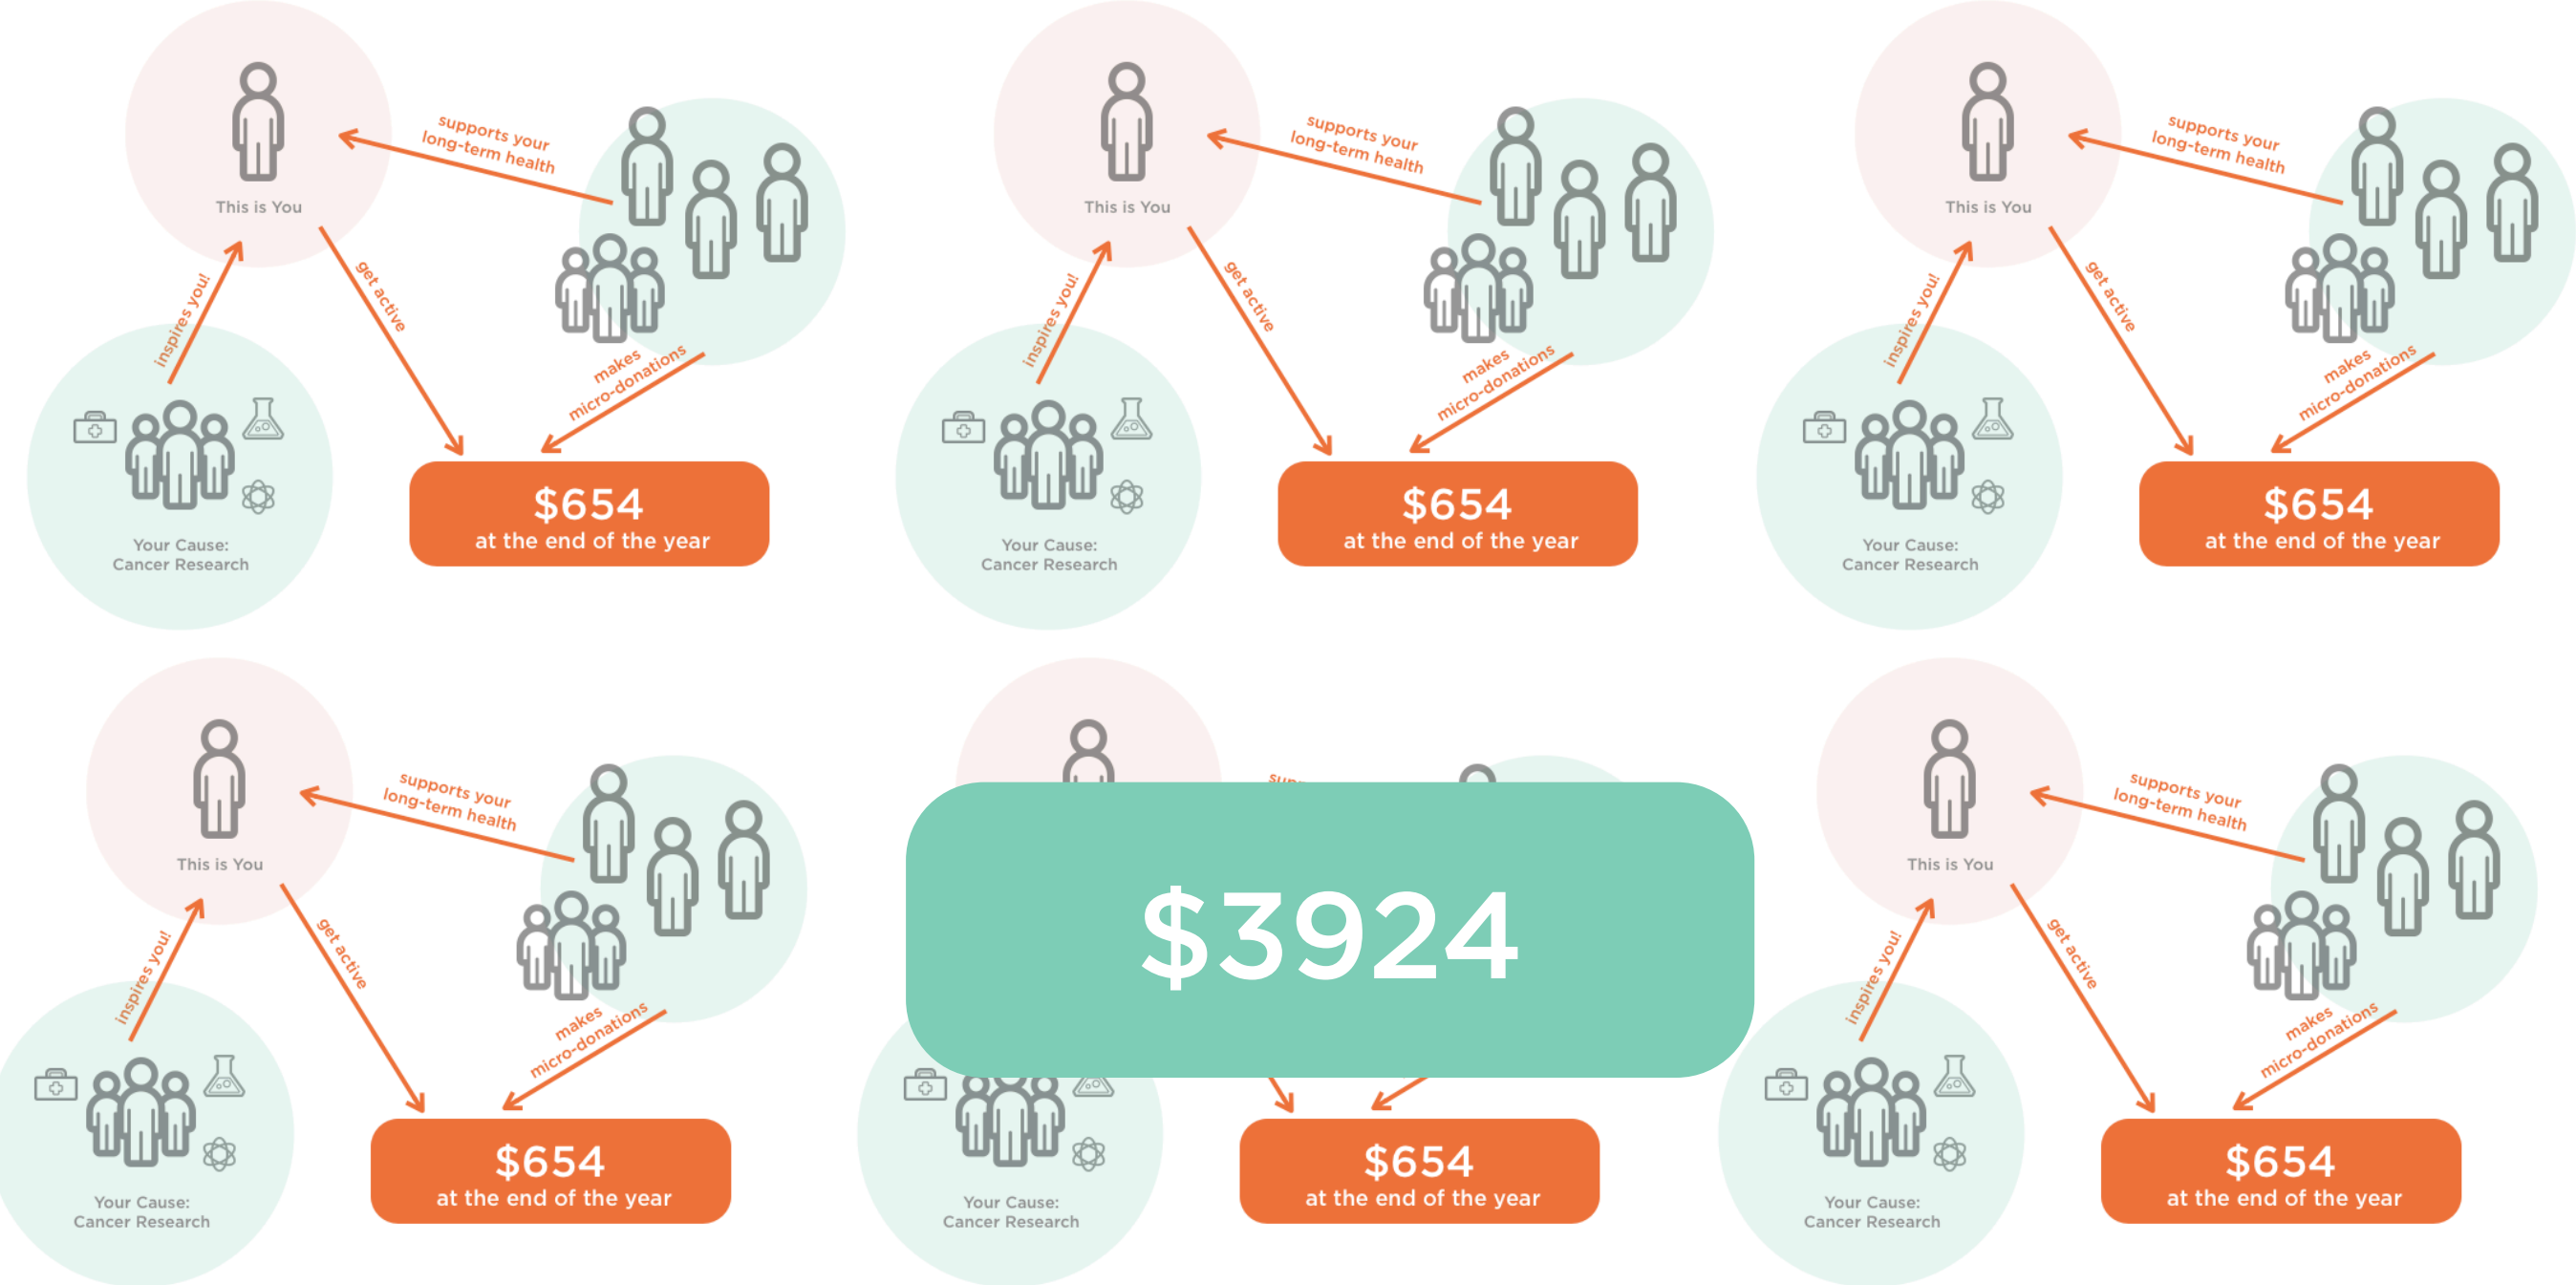 supports your
long-term health
This is You
inspires you!
get active
makes
micro-donations
$654
at the end of the year
Your Cause:
Cancer Research
supports your
long-term health
This is You
inspires you!
get active
makes
micro-donations
$654
at the end of the year
Your Cause:
Cancer Research
supports your
long-term health
This is You
inspires you!
get active
makes
micro-donations
$654
at the end of the year
Your Cause:
Cancer Research
supports your
long-term health
This is You
inspires you!
get active
makes
micro-donations
$654
at the end of the year
Your Cause:
Cancer Research
$3924
$654
at the end of the year
Your Cause:
Cancer Research
supports your
long-term health
This is You
inspires you!
get active
makes
micro-donations
$654
at the end of the year
Your Cause:
Cancer Research